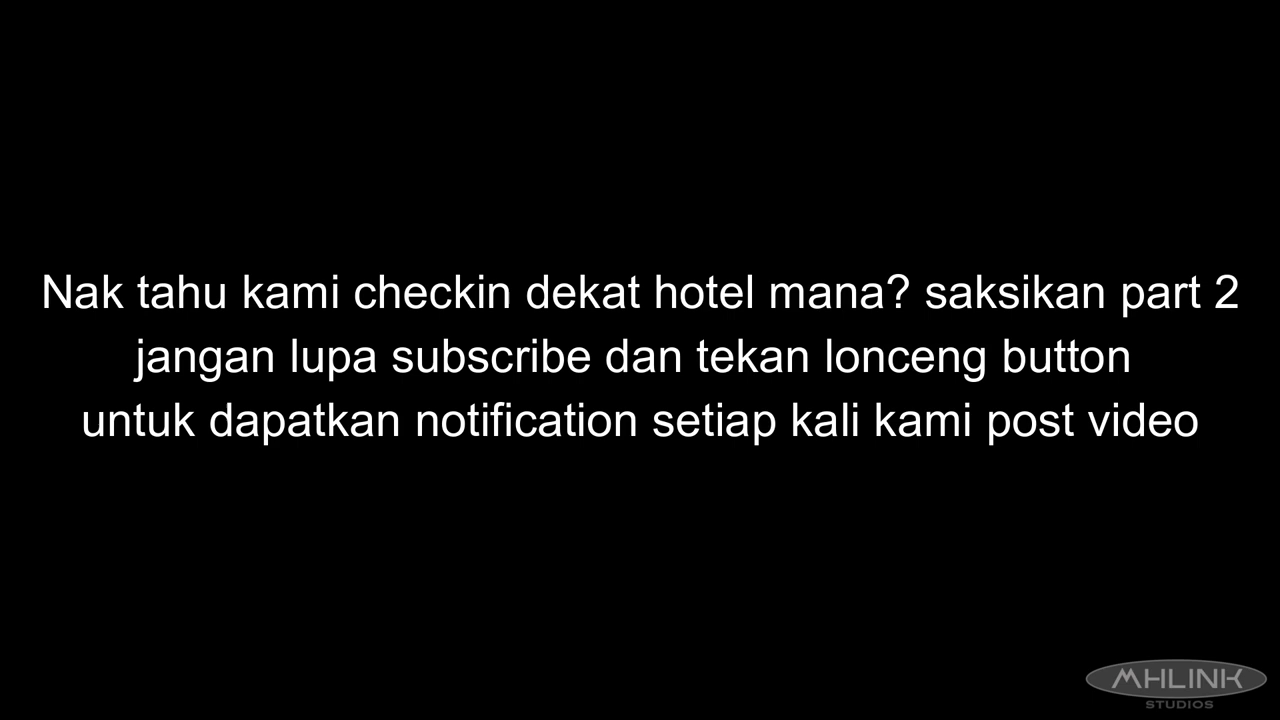 Nak tahu kami checkin dekat hotel mana? saksikan part 2
jangan lupa subscribe dan tekan lonceng button
untuk dapatkan notification setiap kali kami post video
MHLINK
STUDIOS